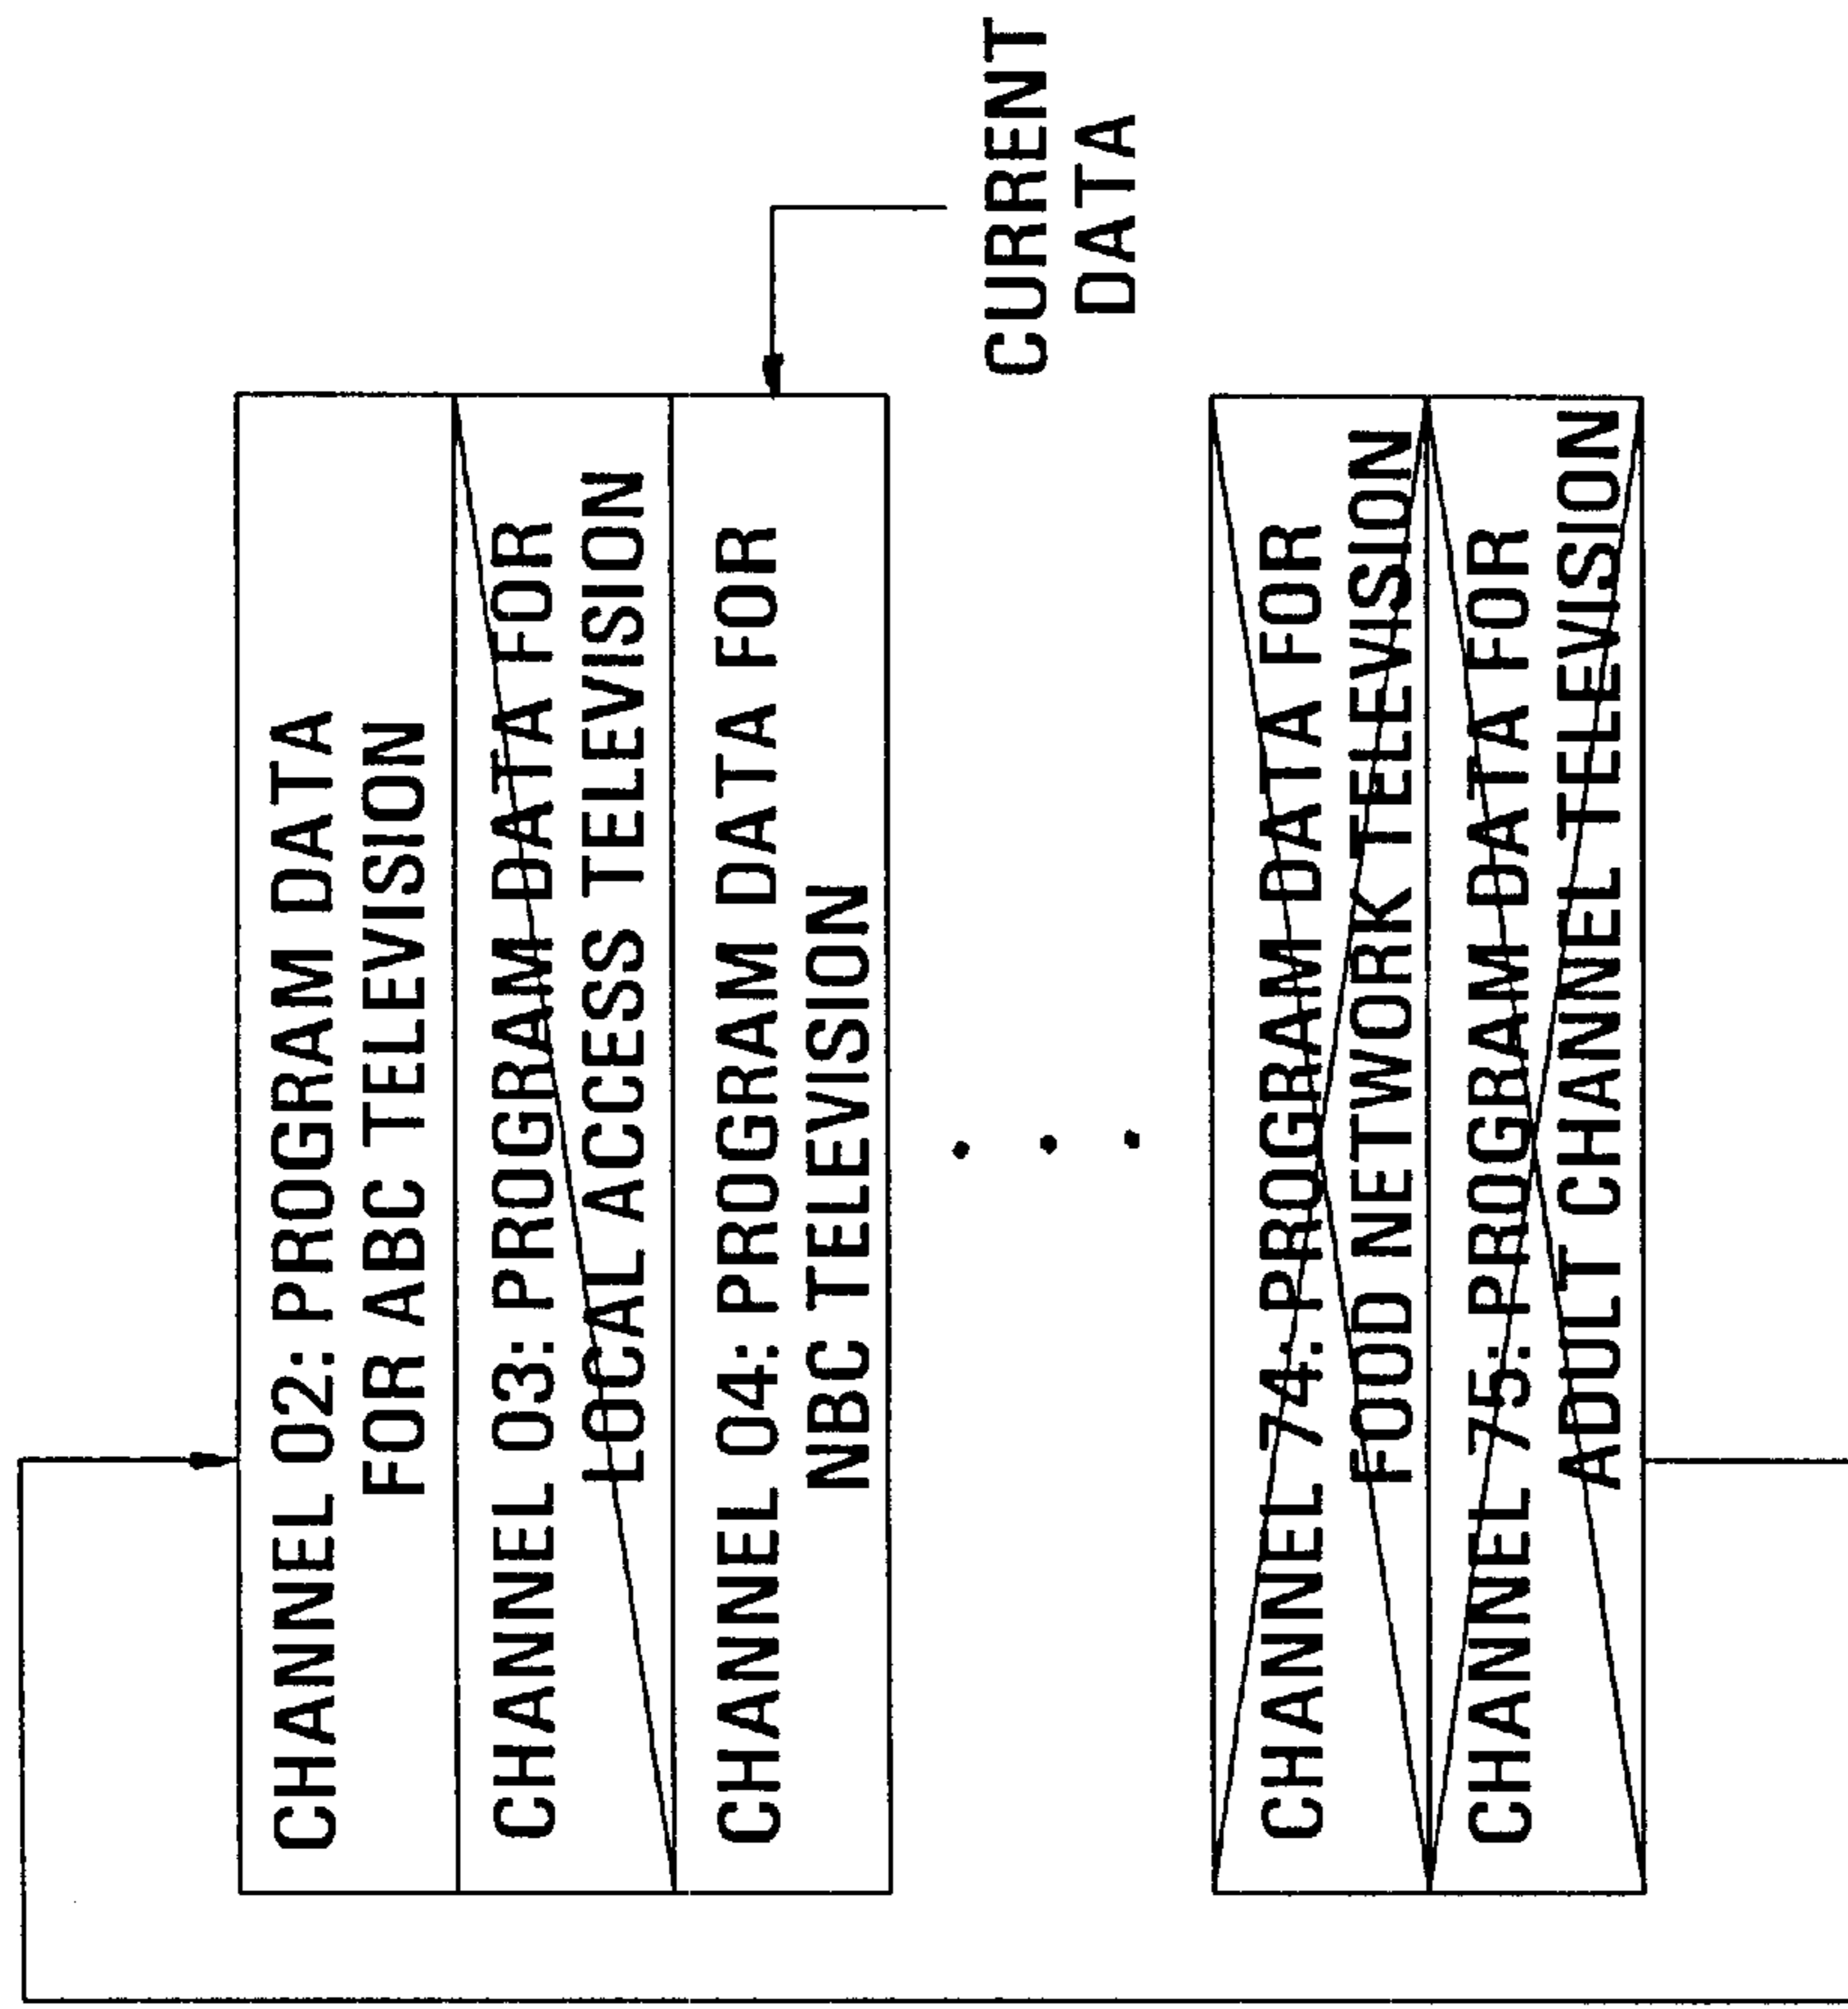 CHANNEL 02: PROGRAM DATA
FOR ABC TELEVISION
CHANNEL 03: PROGRAM DATA FOR
LOCAL ACCESS TELEVISION
CHANNEL 04: PROGRAM DATA FOR
NBC TELEVISION
CURRENT
DATA
CHANNEL 74: PROGRAM DATA FOR
FOOD NETWORK TELEVISION
CHANNEL 75: PROGRAM DATA FOR
ADULT CHANNEL TELEVISION